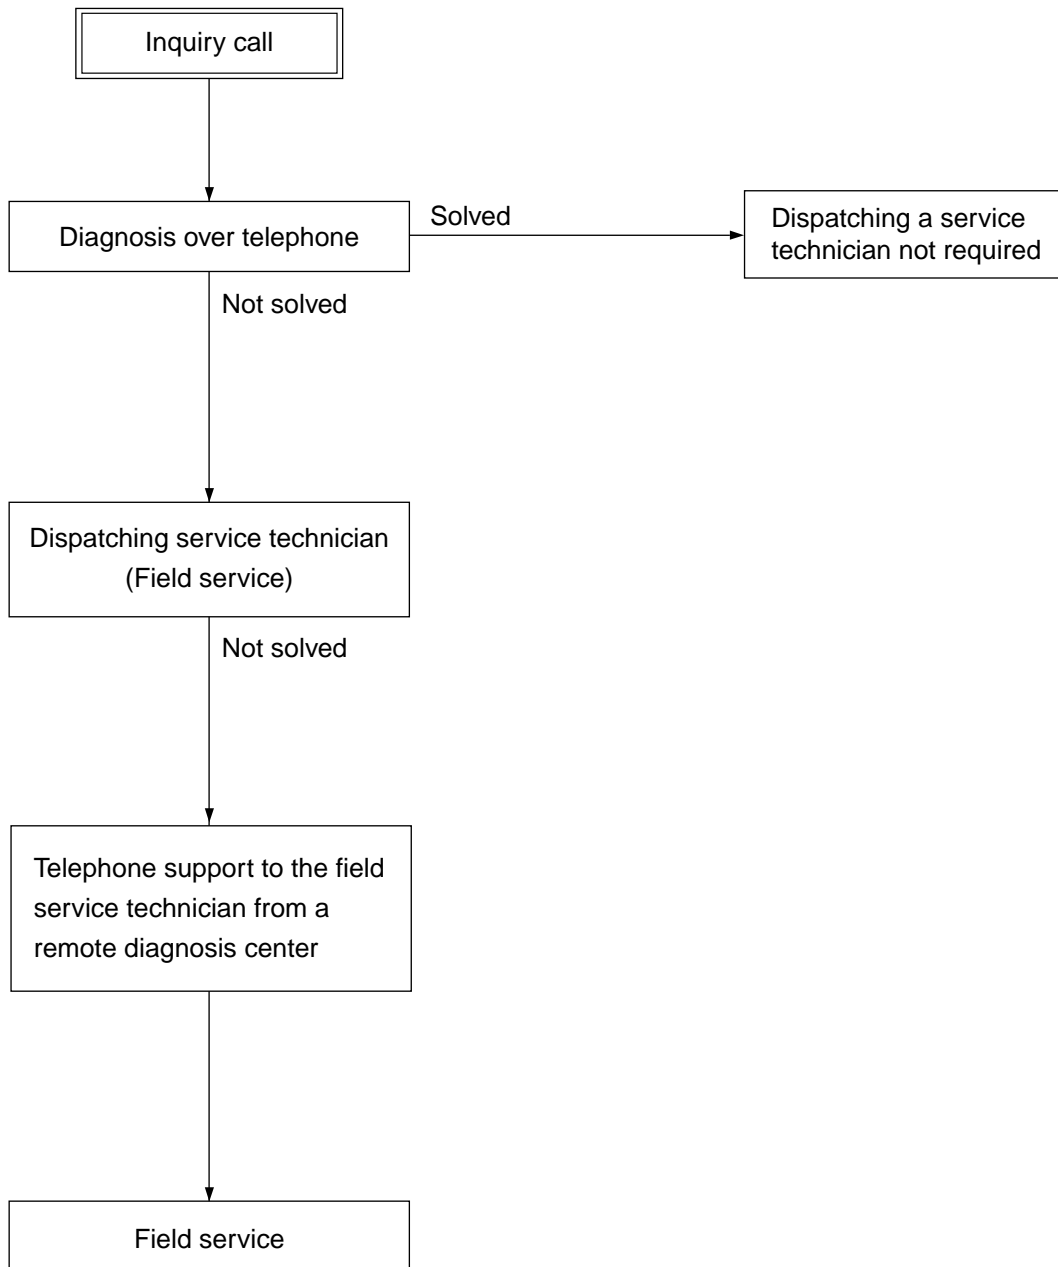 Inquiry call
Diagnosis over telephone
Solved
Dispatching a service
technician not required
Not solved
Dispatching service technician
(Field service)
Not solved
Telephone support to the field
service technician from a
remote diagnosis center
Field service